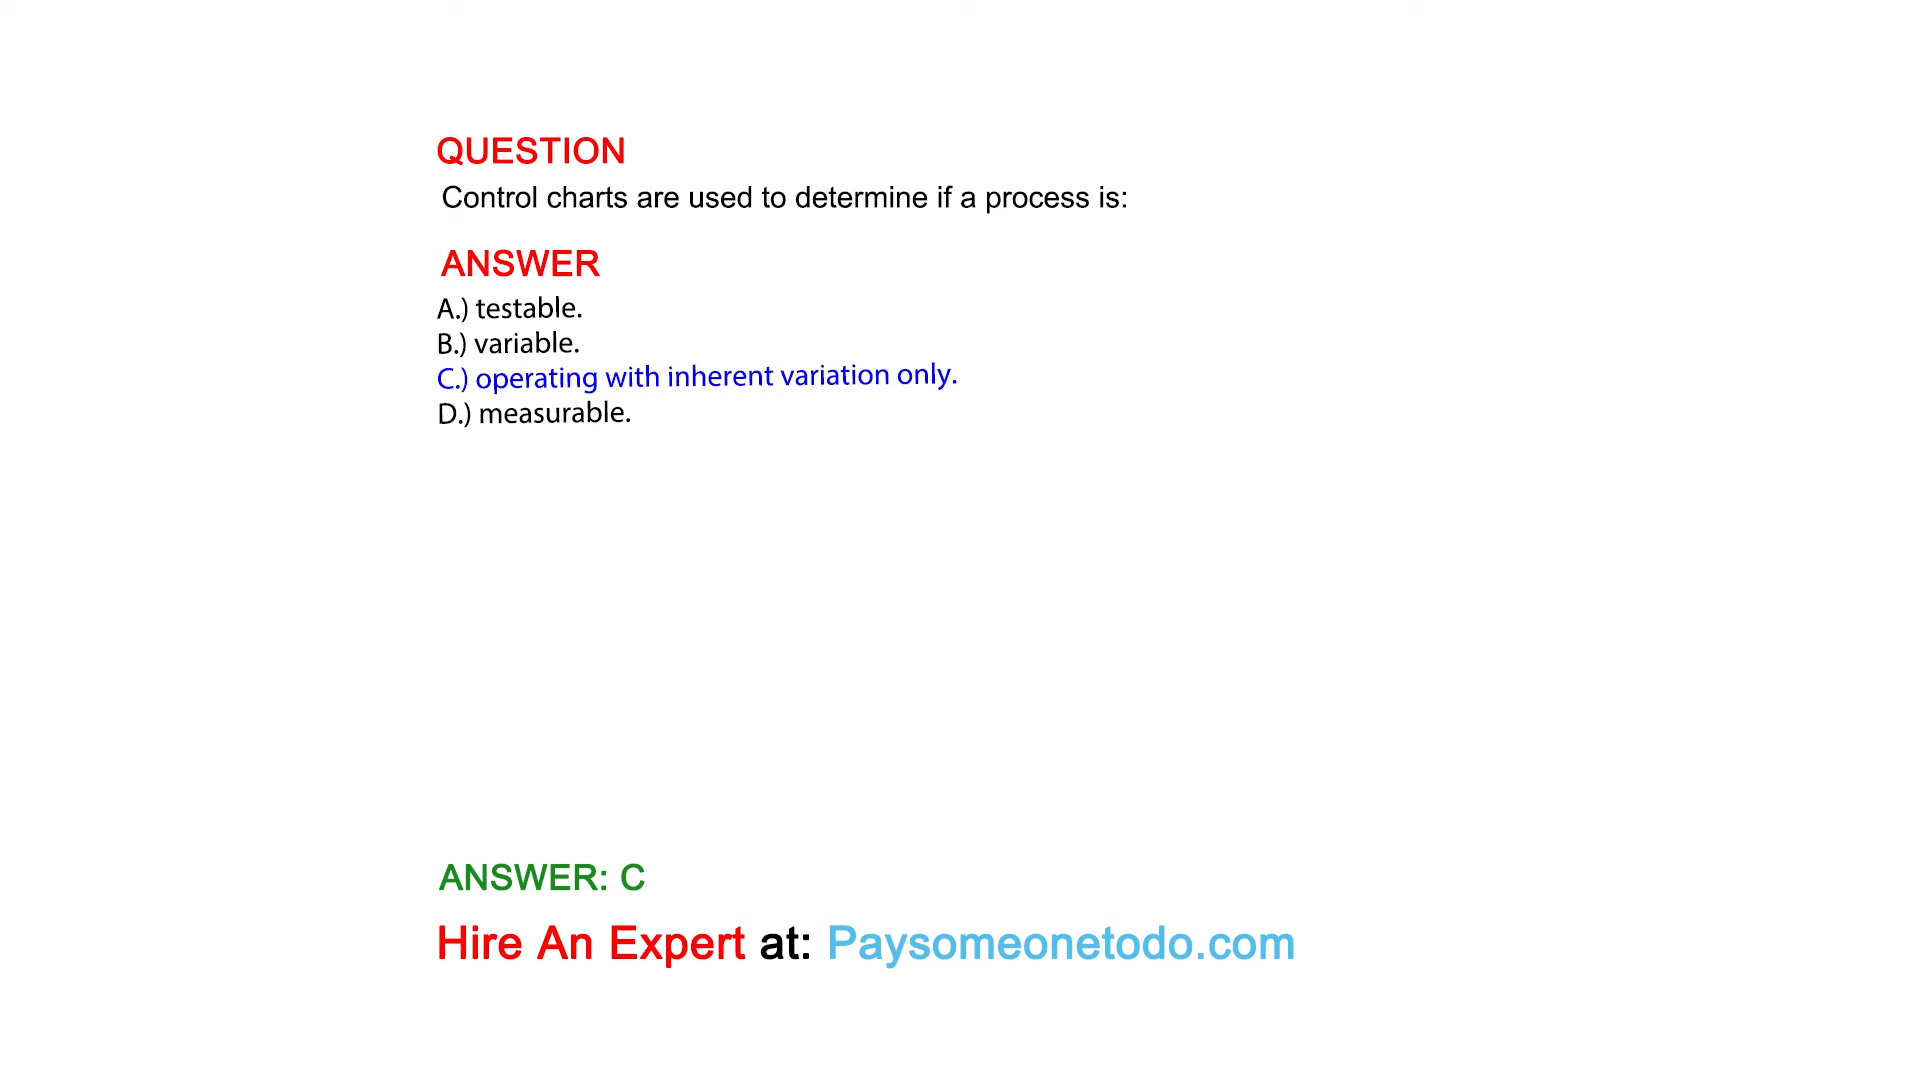 QUESTION
Control charts are used to determine if a process is:
ANSWER
A.) testable.
B.) variable.
C.) operating with inherent variation only.
D.) measurable.
ANSWER: C
Hire An Expert at: Paysomeonetodo.com